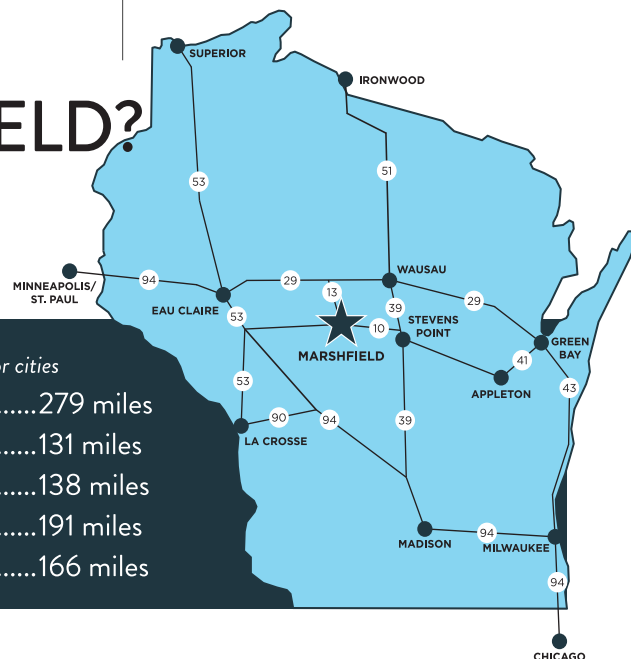 ELD?
SUPERIOR
IRONWOOD
53
51
94
MINNEAPOLIS/
ST. PAUL
29
WAUSAU
13
29
EAU CLAIRE
53
39
STEVENS
POINT
10
MARSHFIELD
GREEN
BAY
41
APPLETON
43
53
90
94
39
LA CROSSE
MADISON
94
MILWAUKEE
94
CHICAGO
cities
......279 miles
......131 miles
......138 miles
......191 miles
......166 miles